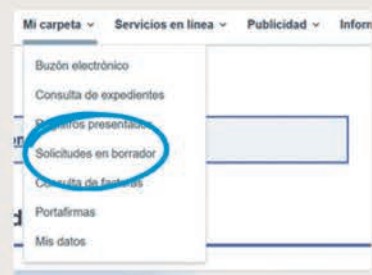 Mi carpeta Servicios en línea Publicidad Inform
Buzón electrónico
Consulta de expedientes
Registros presentados
Solicitudes en borrador
Consulta de facturas
Portafirmas
Mis datos